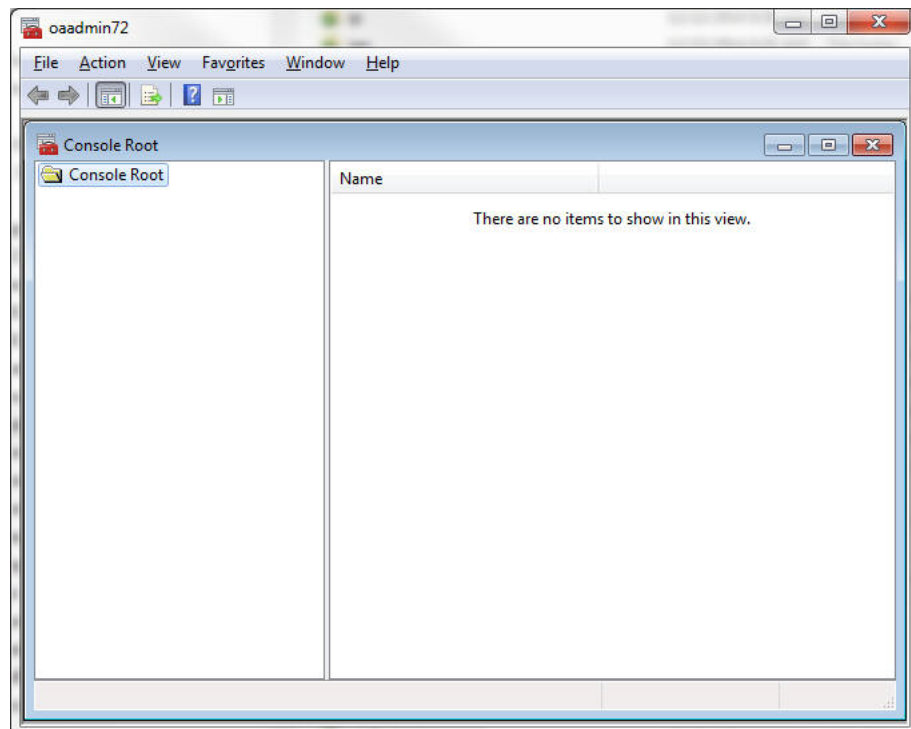 oaadmin72
File Action View Favorites Window Help
Console Root
Console Root
Name
There are no items to show in this view.